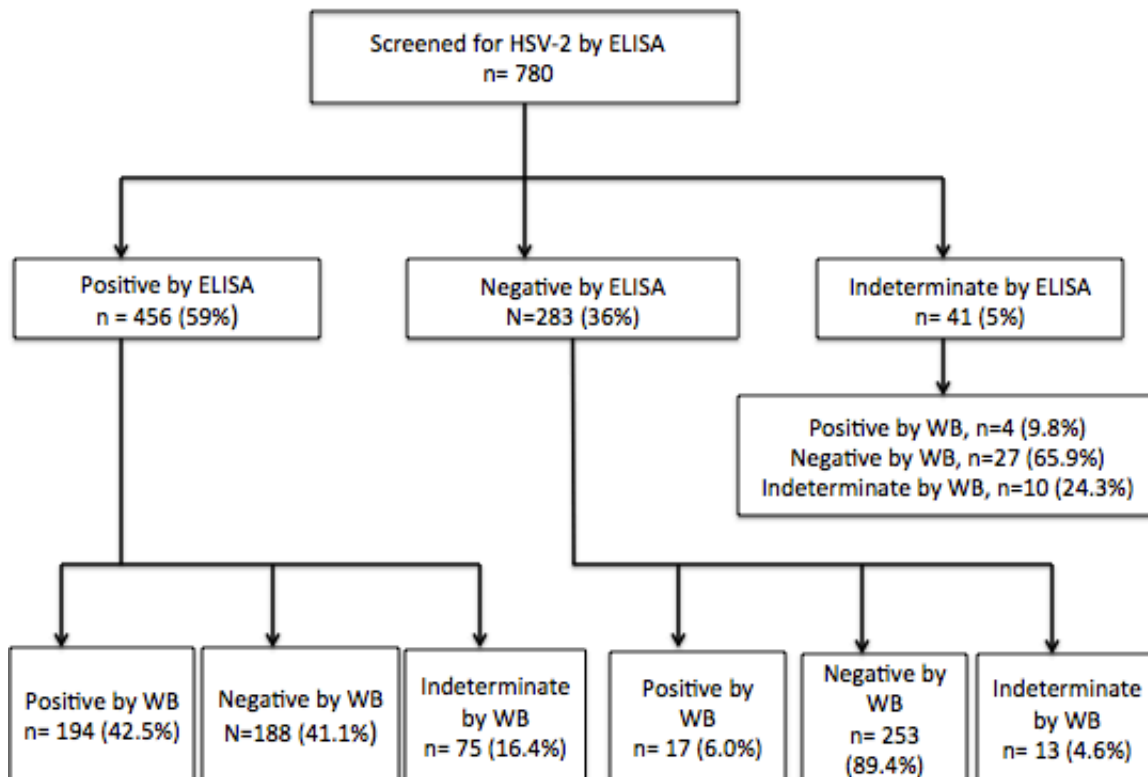 Screened for HSV-2 by ELISA
n= 780
Positive by ELISA
n = 456 (59%)
Negative by ELISA
N=283 (36%)
Indeterminate by ELISA
n= 41 (5%)
Positive by WB, n=4 (9.8%)
Negative by WB, n=27 (65.9%)
Indeterminate by WB, n=10 (24.3%)
Positive by WB
n= 194 (42.5%)
Negative by WB
N=188 (41.1%)
Indeterminate
by WB
n= 75 (16.4%)
Positive by
WB
n= 17 (6.0%)
Negative by
WB
n= 253
(89.4%)
Indeterminate
by WB
n= 13 (4.6%)